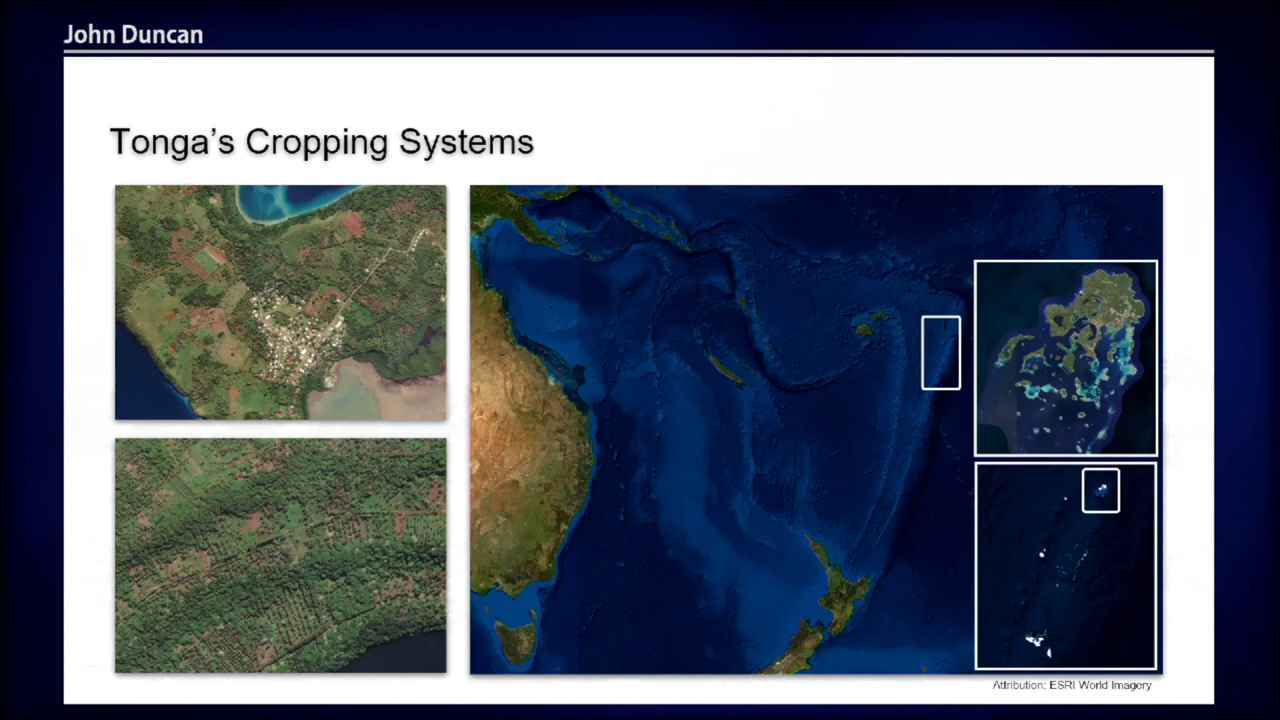 John Duncan
Tonga’s Cropping Systems
Attribution: ESRI World Imagery